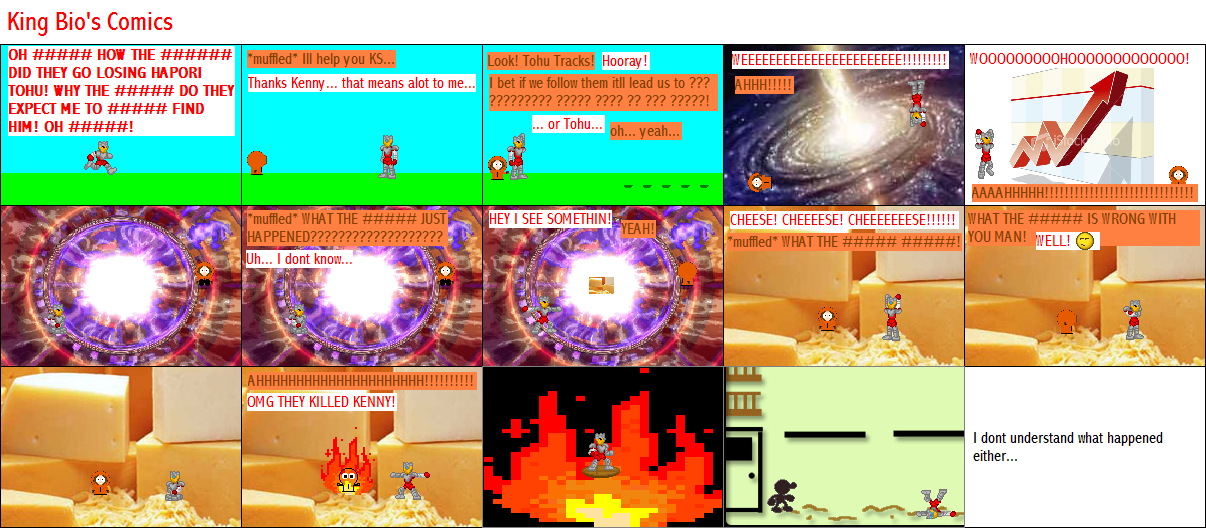 King Bio's Comics
OH ##### HOW THE ######
DID THEY GO LOSING HAPORI
TOHU! WHY THE ##### DO THEY
EXPECT ME TO ##### FIND
HIM! OH #####!
*muffled* Ill help you KS...
Thanks Kenny... that means alot to me...
Look! Tohu Tracks!
Hooray!
I bet if we follow them itll lead us to ???
????????? ????? ???? ?? ??? ?????!
... or Tohu...
oh... yeah...
WEEEEEEEEEEEEEEEEEEEEEEEE!!!!!!!!!
AHHH!!!!!
WOOOOOOOOOHOOOOOOOOOOOOO!
AAAAHHHHH!!!!!!!!!!!!!!!!!!!!!!!!!!!!!!!!
*muffled* WHAT THE ##### JUST
HAPPENED???????????????????
Uh... I dont know...
HEY I SEE SOMETHIN!
YEAH!
CHEESE! CHEEEESE! CHEEEEEEESE!!!!!!
*muffled* WHAT THE ##### #####!
WHAT THE ##### IS WRONG WITH
YOU MAN!
WELL!
AHHHHHHHHHHHHHHHHHHHHHH!!!!!!!!!!
OMG THEY KILLED KENNY!
I dont understand what happened
either...